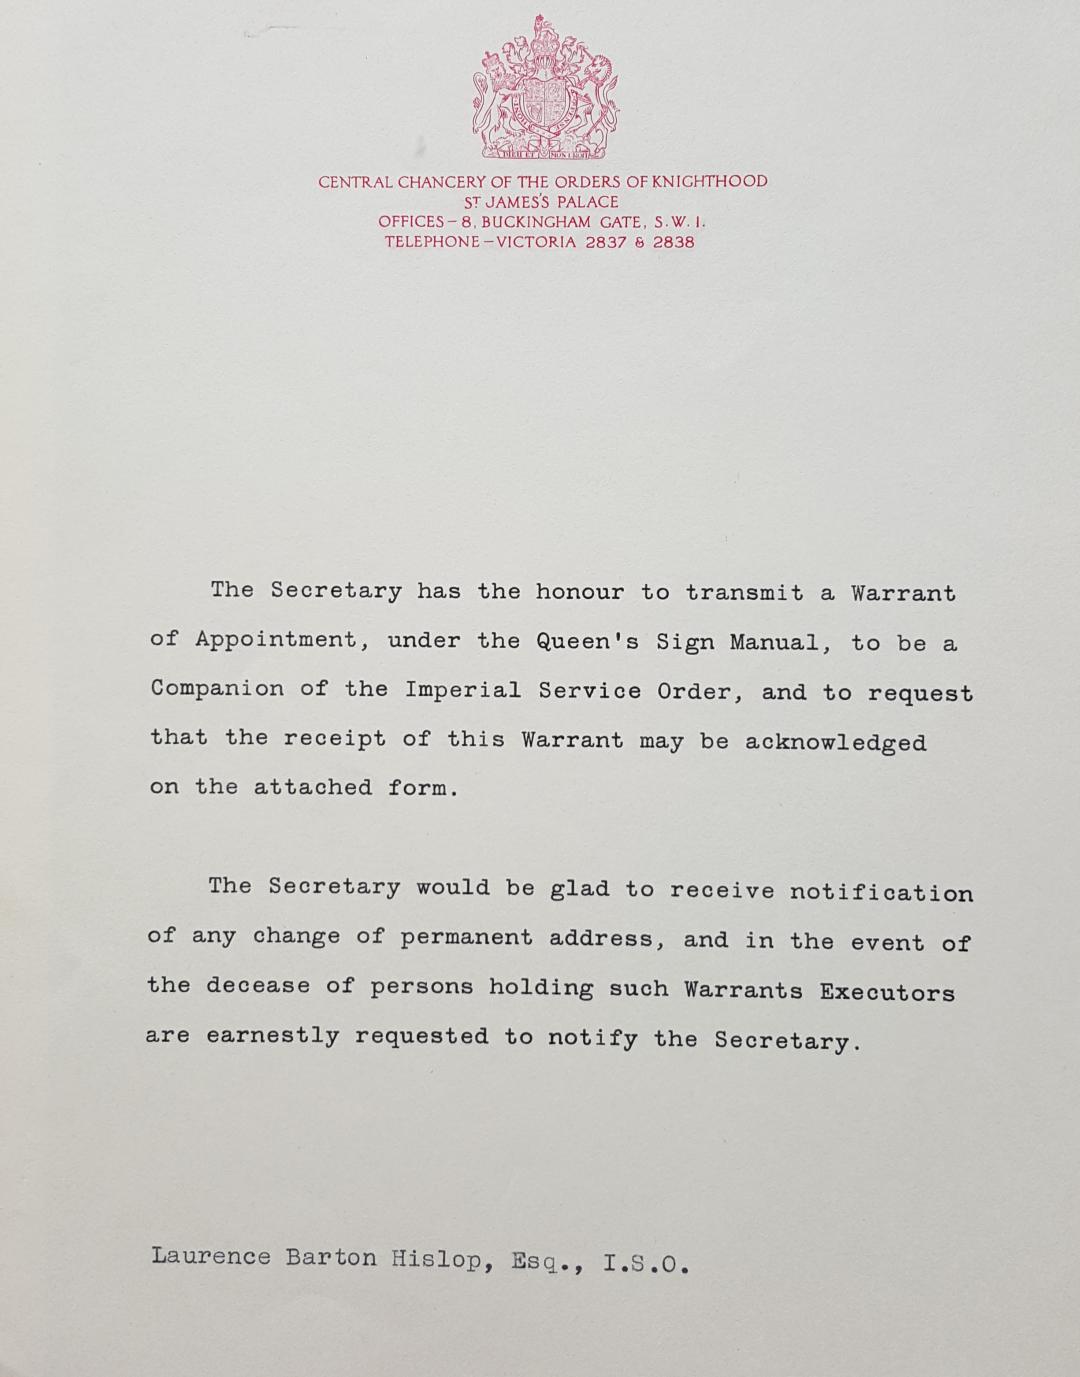 DIEU ET MON DROIT
CENTRAL CHANCERY OF THE ORDERS OF KNIGHTHOOD
ST JAMES'S PALACE
OFFICES – 8, BUCKINGHAM GATE, S.W.1.
TELEPHONE – VICTORIA 2837 & 2838
The Secretary has the honour to transmit a Warrant
of Appointment, under the Queen's Sign Manual, to be a
Companion of the Imperial Service Order, and to request
that the receipt of this Warrant may be acknowledged
on the attached form.
The Secretary would be glad to receive notification
of any change of permanent address, and in the event of
the decease of persons holding such Warrants Executors
are earnestly requested to notify the Secretary.
Laurence Barton Hislop, Esq., I.S.O.